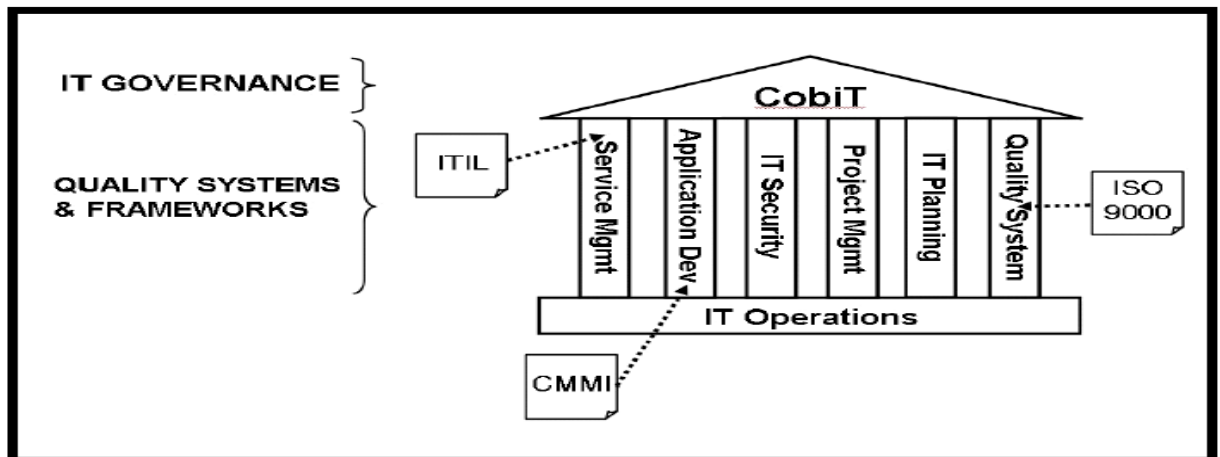 IT GOVERNANCE
QUALITY SYSTEMS
& FRAMEWORKS
CobiT
ITIL
Service Mgmt
Application Dev
IT Security
Project Mgmt
IT Planning
Quality System
ISO
9000
IT Operations
CMMI